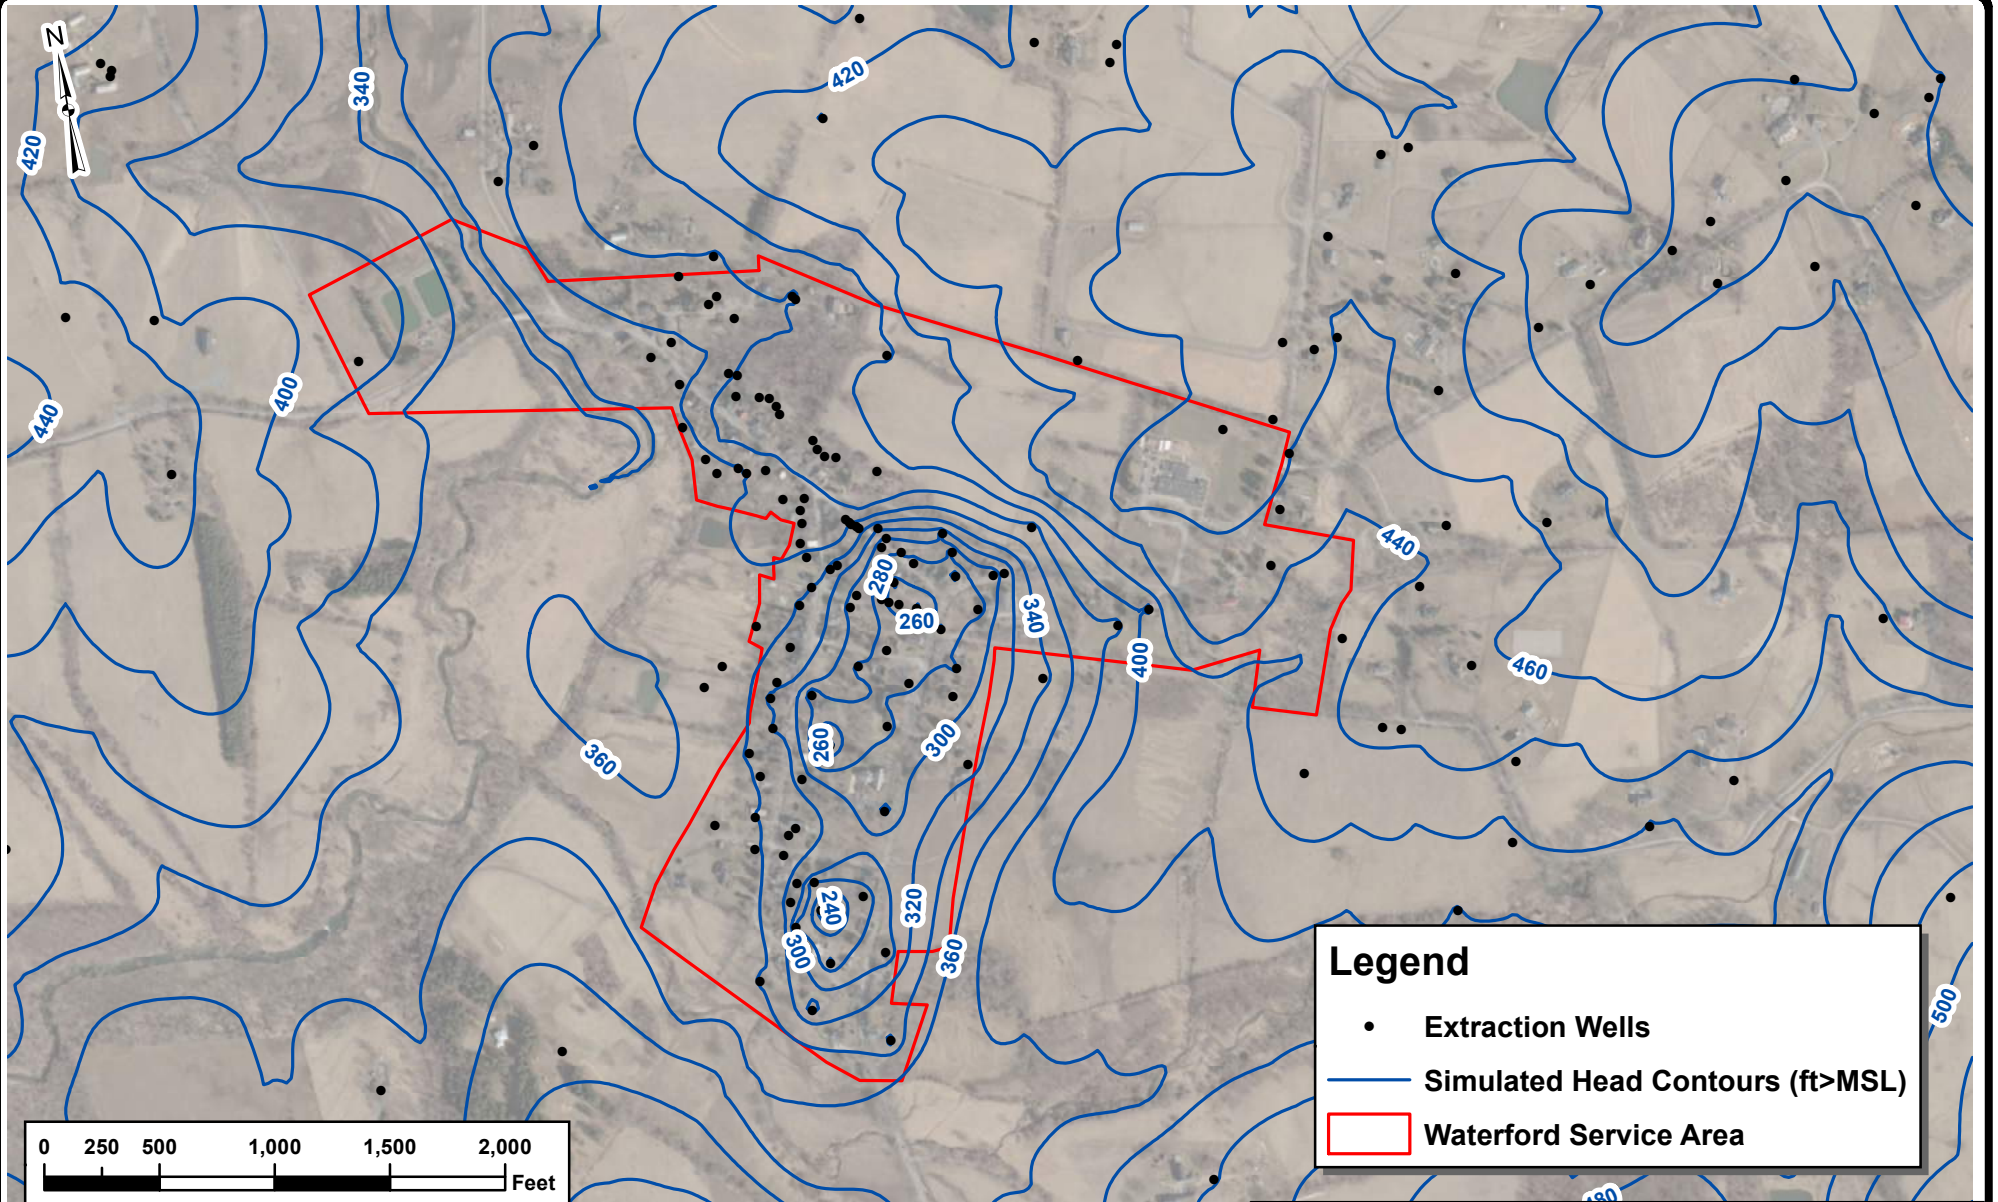 N
340
420
420
400
440
440
280
260
340
400
460
260
300
360
240
320
300
360
500
480
Legend
Extraction Wells
Simulated Head Contours (ft>MSL)
Waterford Service Area
0 250 500 1,000 1,500 2,000
Feet